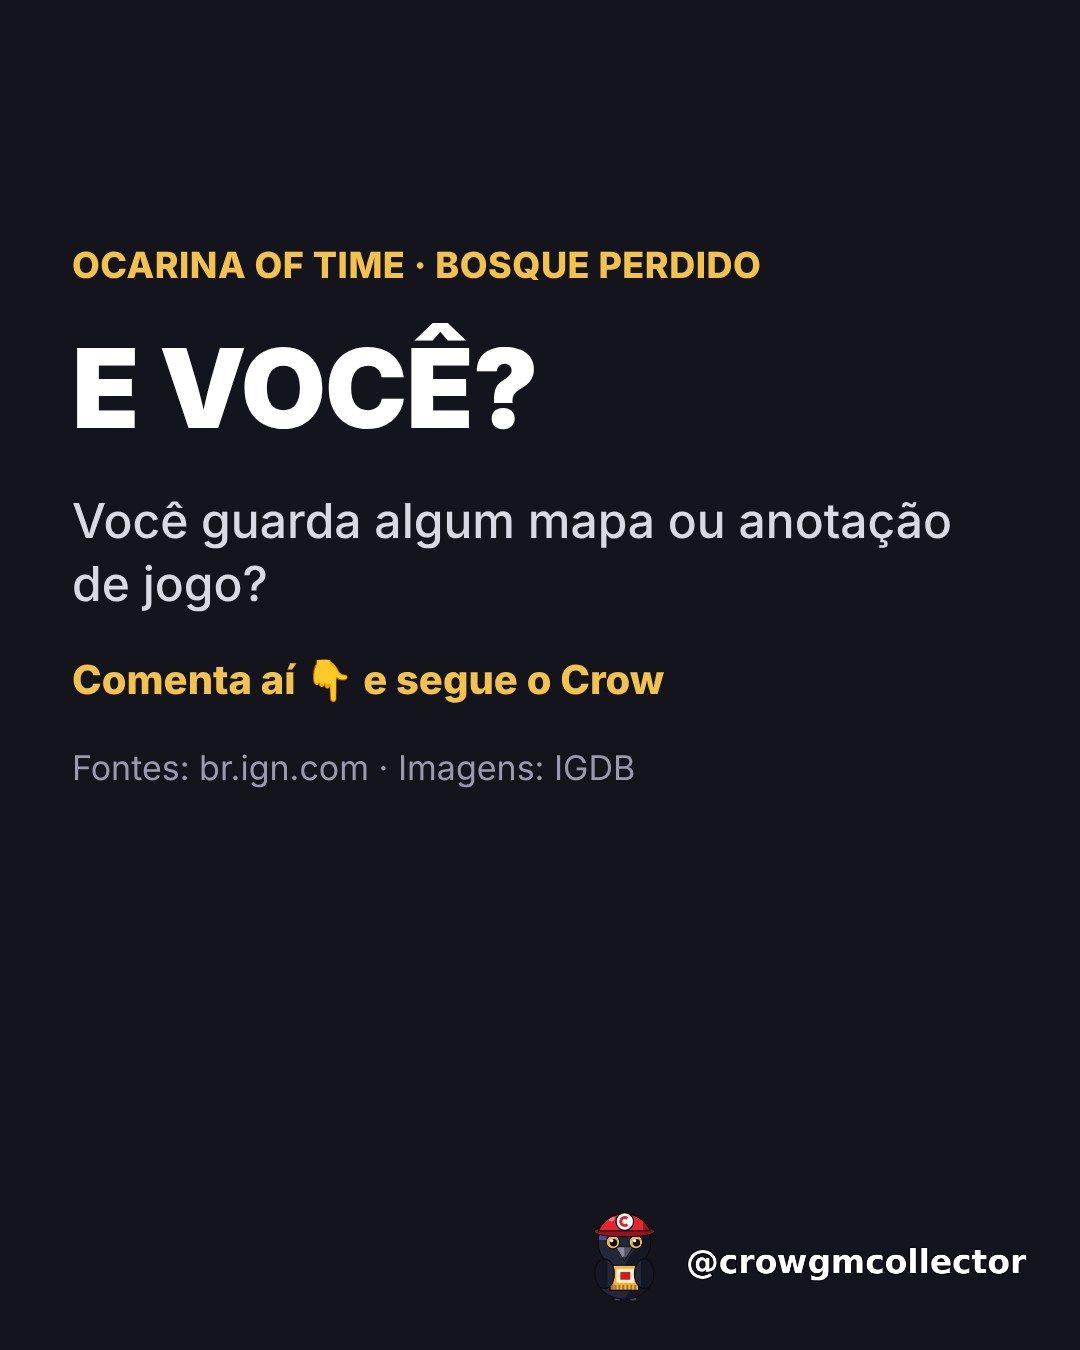 OCARINA OF TIME · BOSQUE PERDIDO
E VOCÊ?
Você guarda algum mapa ou anotação
de jogo?
Comenta aí 👇 e segue o Crow
Fontes: br.ign.com · Imagens: IGDB
C
@crowgmcollector